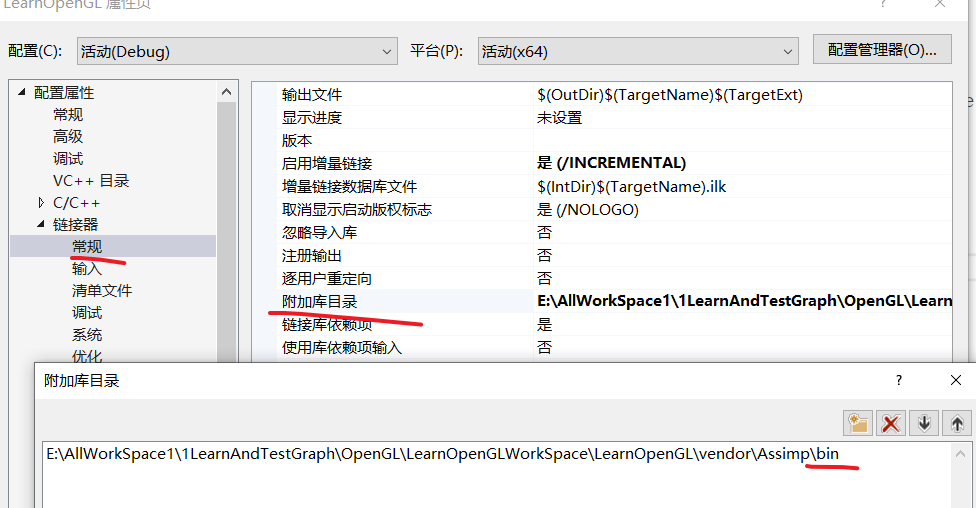 LearnOpenGL 属性页
配置(C): 活动(Debug) 平台(P): 活动(x64) 配置管理器(O)...
配置属性
常规
高级
调试
VC++ 目录
C/C++
链接器
常规
输入
清单文件
调试
系统
优化
输出文件 $(OutDir)$(TargetName)$(TargetExt)
显示进度 未设置
版本
启用增量链接 是 (/INCREMENTAL)
增量链接数据库文件 $(IntDir)$(TargetName).ilk
取消显示启动版权标志 是 (/NOLOGO)
忽略导入库 否
注册输出 否
逐用户重定向 否
附加库目录 E:\AllWorkSpace1\1LearnAndTestGraph\OpenGL\Learn
链接库依赖项 是
使用库依赖项输入 否
附加库目录
E:\AllWorkSpace1\1LearnAndTestGraph\OpenGL\LearnOpenGLWorkSpace\LearnOpenGL\vendor\Assimp\bin